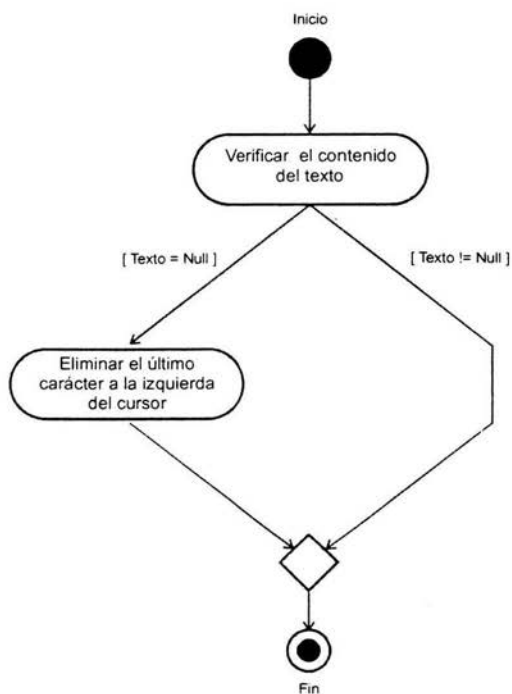 Inicio
Verificar el contenido
del texto
[ Texto = Null ]
[ Texto != Null ]
Eliminar el último
carácter a la izquierda
del cursor
Fin